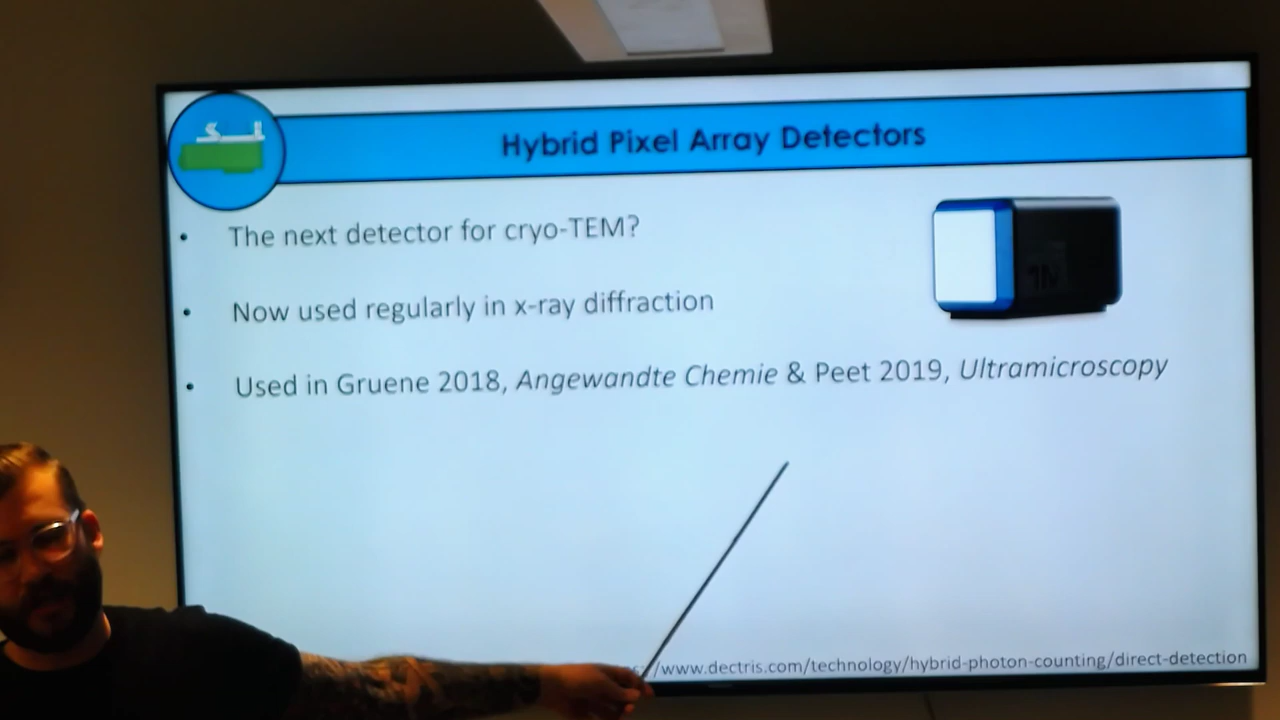 Hybrid Pixel Array Detectors
• The next detector for cryo-TEM?
• Now used regularly in x-ray diffraction
• Used in Gruene 2018, Angewandte Chemie & Peet 2019, Ultramicroscopy
/www.dectris.com/technology/hybrid-photon-counting/direct-detection